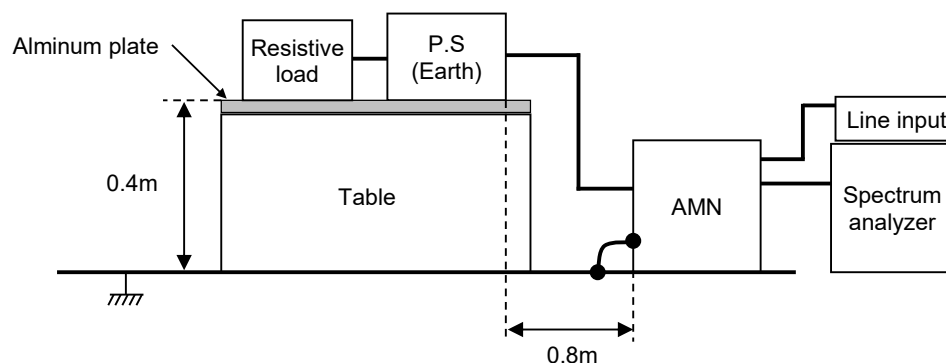 Alminum plate
Resistive
load
P.S
(Earth)
Line input
0.4m
Table
AMN
Spectrum
analyzer
0.8m